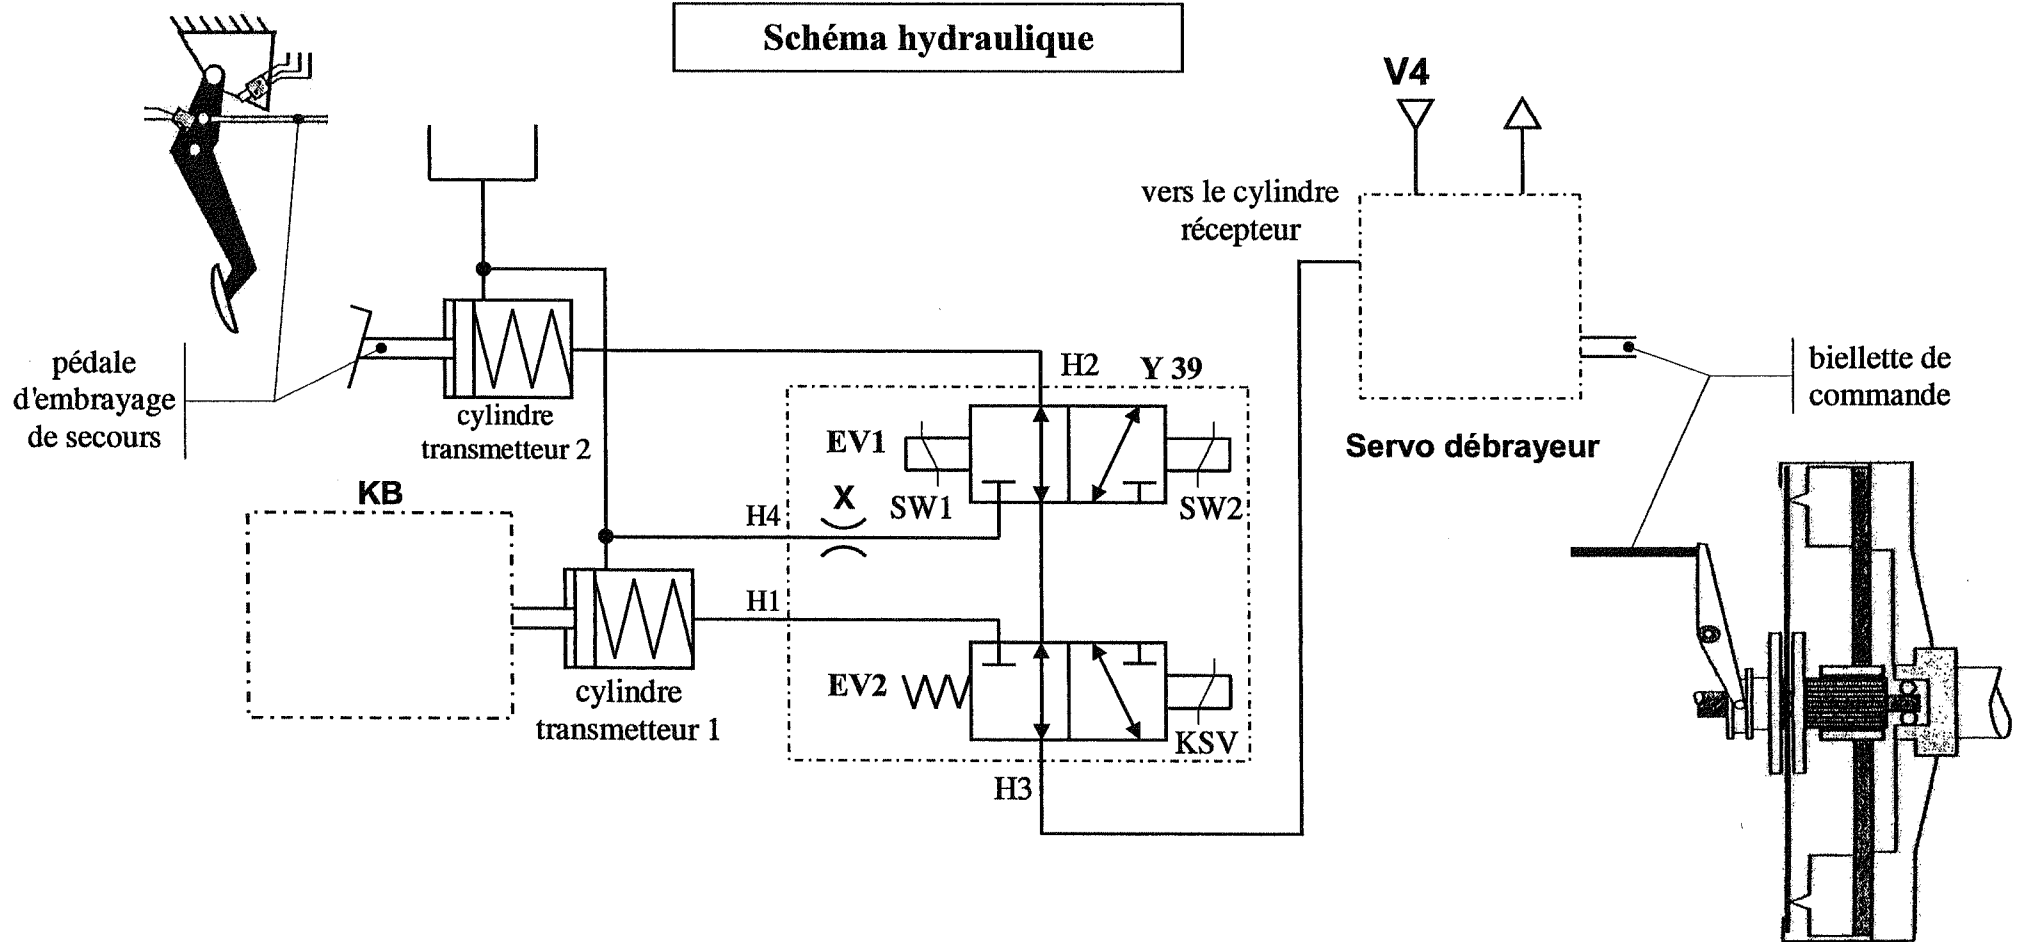 Schéma hydraulique
V4
vers le cylindre
récepteur
pédale
d'embrayage
de secours
cylindre
transmetteur 2
H2
Y 39
biellette de
commande
Servo débrayeur
EV1
SW1
SW2
KB
X
H4
H1
cylindre
transmetteur 1
EV2
KSV
H3